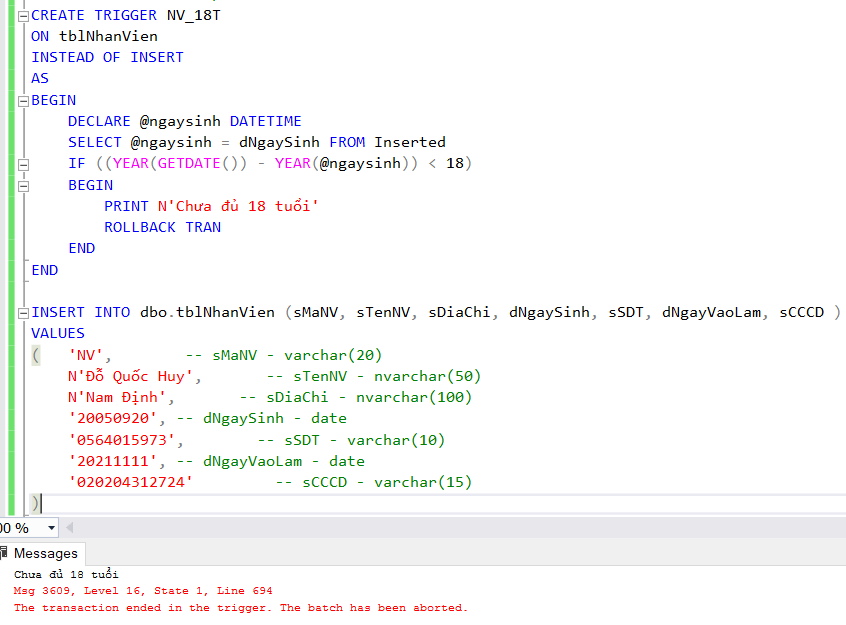 CREATE TRIGGER NV_18T
ON tblNhanVien
INSTEAD OF INSERT
AS
BEGIN
DECLARE @ngaysinh DATETIME
SELECT @ngaysinh = dNgaySinh FROM Inserted
IF ((YEAR(GETDATE()) - YEAR(@ngaysinh)) < 18)
BEGIN
PRINT N'Chưa đủ 18 tuổi'
ROLLBACK TRAN
END
END
INSERT INTO dbo.tblNhanVien (sMaNV, sTenNV, sDiaChi, dNgaySinh, sSDT, dNgayVaoLam, sCCCD )
VALUES
( 'NV', -- sMaNV - varchar(20)
N'Đỗ Quốc Huy', -- sTenNV - nvarchar(50)
N'Nam Định', -- sDiaChi - nvarchar(100)
'20050920', -- dNgaySinh - date
'0564015973', -- sSDT - varchar(10)
'20211111', -- dNgayVaoLam - date
'020204312724' -- sCCCD - varchar(15)
)
00 %
Messages
Chưa đủ 18 tuổi
Msg 3609, Level 16, State 1, Line 694
The transaction ended in the trigger. The batch has been aborted.